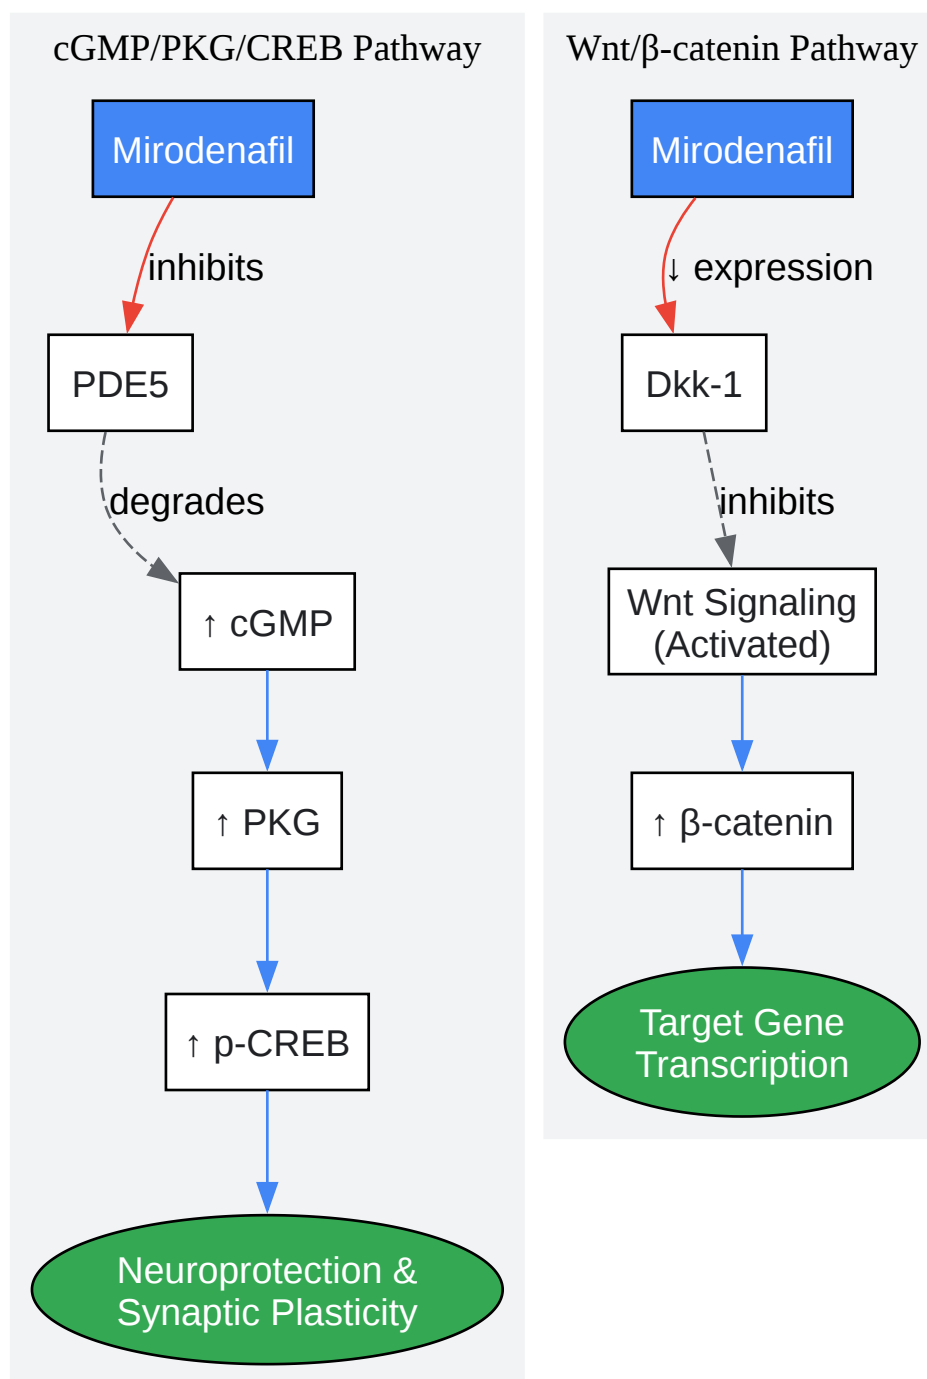 cGMP/PKG/CREB Pathway
Mirodenafil
inhibits
PDE5
degrades
↑ cGMP
↑ PKG
↑ p-CREB
Neuroprotection &
Synaptic Plasticity
Wnt/β-catenin Pathway
Mirodenafil
↓ expression
Dkk-1
inhibits
Wnt Signaling
(Activated)
↑ β-catenin
Target Gene
Transcription